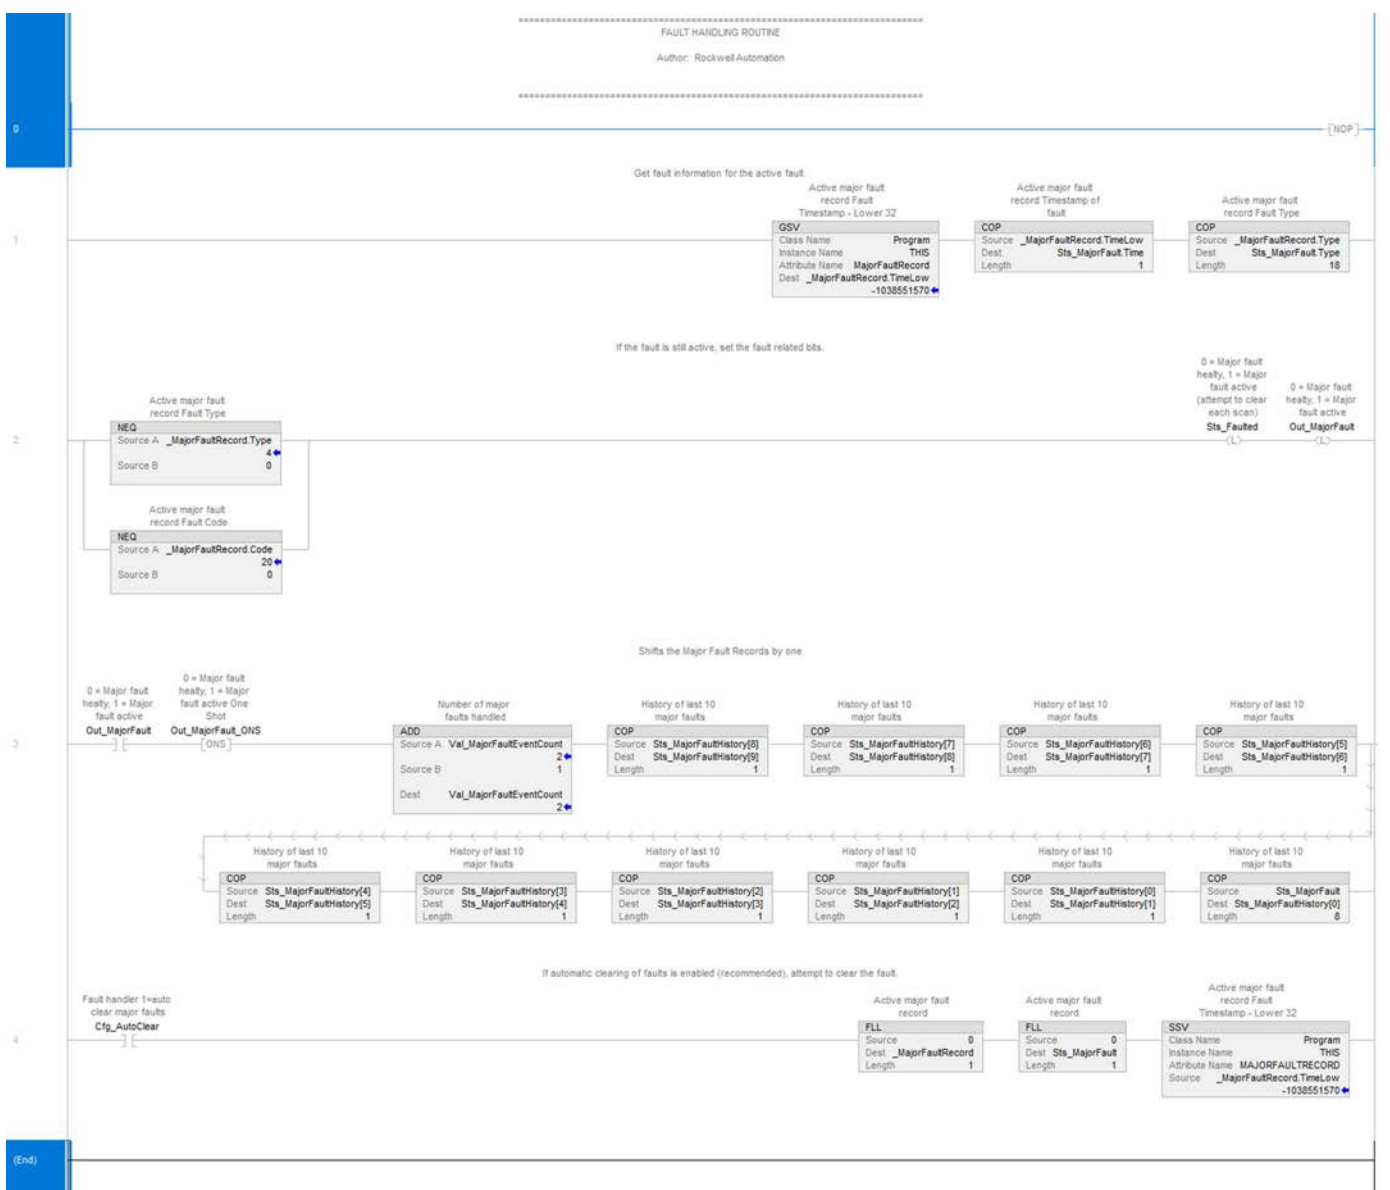 ================================================================
FAULT HANDLING ROUTINE
Author: Rockwell Automation
================================================================
0
[NOP]
Get fault information for the active fault.
Active major fault
record Fault
Timestamp - Lower 32
GSV
Class Name Program
Instance Name THIS
Attribute Name MajorFaultRecord
Dest _MajorFaultRecord.TimeLow
-1038551570
Active major fault
record Timestamp of
fault
COP
Source _MajorFaultRecord.TimeLow
Dest Sts_MajorFault.Time
Length 1
Active major fault
record Fault Type
COP
Source _MajorFaultRecord.Type
Dest Sts_MajorFault.Type
Length 18
1
If the fault is still active, set the fault related bits.
Active major fault
record Fault Type
NEQ
Source A _MajorFaultRecord.Type
4
Source B 0
Active major fault
record Fault Code
NEQ
Source A _MajorFaultRecord.Code
20
Source B 0
2
0 = Major fault
healty, 1 = Major
fault active
(attempt to clear
each scan)
Sts_Faulted
(L)
0 = Major fault
healty, 1 = Major
fault active
Out_MajorFault
(L)
Shifts the Major Fault Records by one
3
0 = Major fault
healty, 1 = Major
fault active
Out_MajorFault
0 = Major fault
healty, 1 = Major
fault active One
Shot
Out_MajorFault_ONS
[ONS]
Number of major
faults handled
ADD
Source A Val_MajorFaultEventCount
2
Source B 1
Dest Val_MajorFaultEventCount
2
History of last 10
major faults
COP
Source Sts_MajorFaultHistory[8]
Dest Sts_MajorFaultHistory[9]
Length 1
History of last 10
major faults
COP
Source Sts_MajorFaultHistory[7]
Dest Sts_MajorFaultHistory[8]
Length 1
History of last 10
major faults
COP
Source Sts_MajorFaultHistory[6]
Dest Sts_MajorFaultHistory[7]
Length 1
History of last 10
major faults
COP
Source Sts_MajorFaultHistory[5]
Dest Sts_MajorFaultHistory[6]
Length 1
History of last 10
major faults
COP
Source Sts_MajorFaultHistory[4]
Dest Sts_MajorFaultHistory[5]
Length 1
History of last 10
major faults
COP
Source Sts_MajorFaultHistory[3]
Dest Sts_MajorFaultHistory[4]
Length 1
History of last 10
major faults
COP
Source Sts_MajorFaultHistory[2]
Dest Sts_MajorFaultHistory[3]
Length 1
History of last 10
major faults
COP
Source Sts_MajorFaultHistory[1]
Dest Sts_MajorFaultHistory[2]
Length 1
History of last 10
major faults
COP
Source Sts_MajorFaultHistory[0]
Dest Sts_MajorFaultHistory[1]
Length 1
History of last 10
major faults
COP
Source Sts_MajorFault
Dest Sts_MajorFaultHistory[0]
Length 8
If automatic clearing of faults is enabled (recommended), attempt to clear the fault.
4
Fault handler 1=auto
clear major faults
Cfg_AutoClear
Active major fault
record
FLL
Source 0
Dest _MajorFaultRecord
Length 1
Active major fault
record
FLL
Source 0
Dest Sts_MajorFault
Length 1
Active major fault
record Fault
Timestamp - Lower 32
SSV
Class Name Program
Instance Name THIS
Attribute Name MAJORFAULTRECORD
Source _MajorFaultRecord.TimeLow
-1038551570
(End)